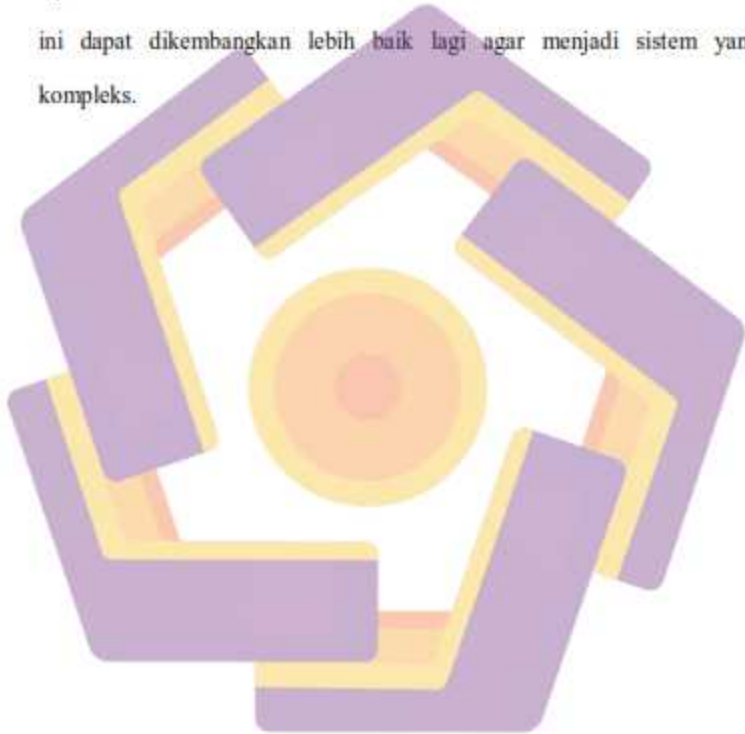 ini dapat dikembangkan lebih baik lagi agar menjadi sistem
kompleks.